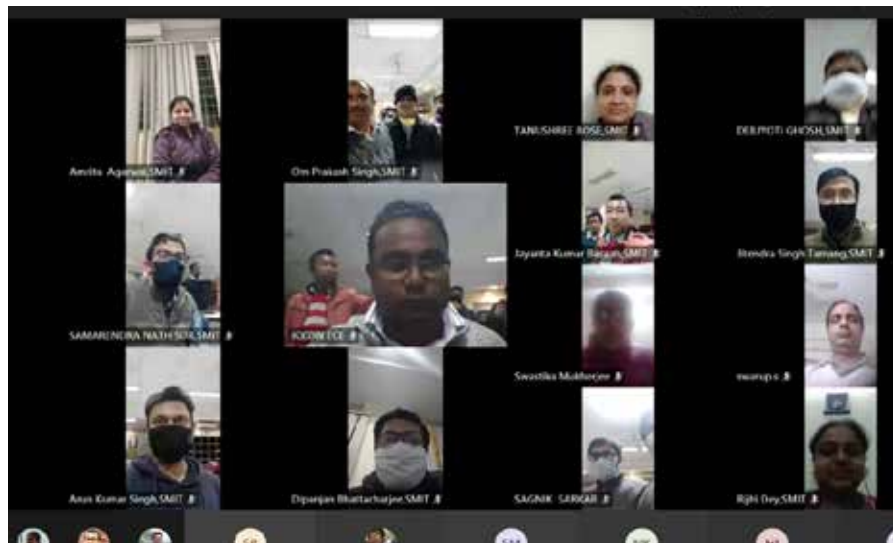 Amrita Agarwal,SMIT
Om Prakash Singh,SMIT
TANUSHREE BOSE,SMIT
DEBJYOTI GHOSH,SMIT
Jayanta Kumar Baruah,SMIT
Jitendra Singh Tamang,SMIT
SAMARENDRA NATH SUR,SMIT
ICCDN ECE
Swastika Mukherjee
swarup s
Arun Kumar Singh,SMIT
Dipanjan Bhattacharjee,SMIT
SAGNIK SARKAR
Rijhi Dey,SMIT